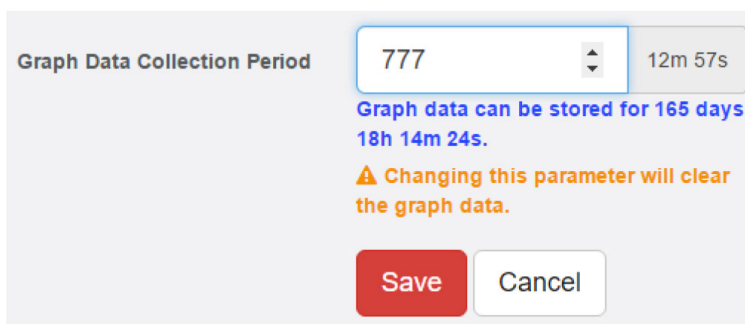 Graph Data Collection Period
777
12m 57s
Graph data can be stored for 165 days
18h 14m 24s.
Changing this parameter will clear
the graph data.
Save
Cancel